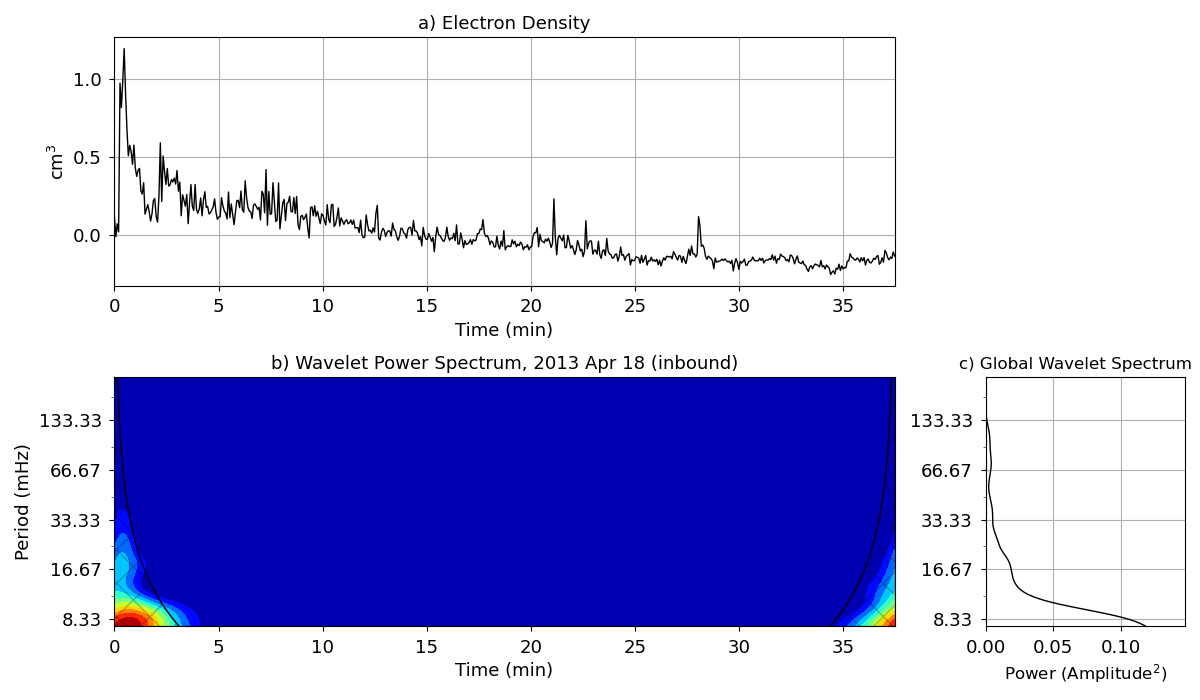 a) Electron Density
cm³
1.0
0.5
0.0
0 5 10 15 20 25 30 35
Time (min)
b) Wavelet Power Spectrum, 2013 Apr 18 (inbound)
Period (mHz)
133.33
66.67
33.33
16.67
8.33
0 5 10 15 20 25 30 35
Time (min)
c) Global Wavelet Spectrum
133.33
66.67
33.33
16.67
8.33
0.00 0.05 0.10
Power (Amplitude²)